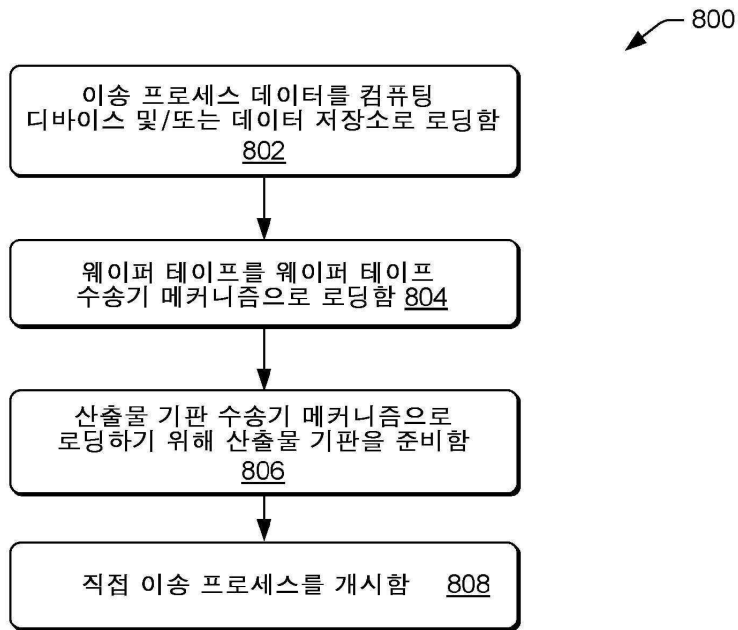 800
이송 프로세스 데이터를 컴퓨팅
디바이스 및/또는 데이터 저장소로 로딩함
802
웨이퍼 테이프를 웨이퍼 테이프
수송기 메커니즘으로 로딩함 804
산출물 기판 수송기 메커니즘으로
로딩하기 위해 산출물 기판을 준비함
806
직접 이송 프로세스를 개시함 808